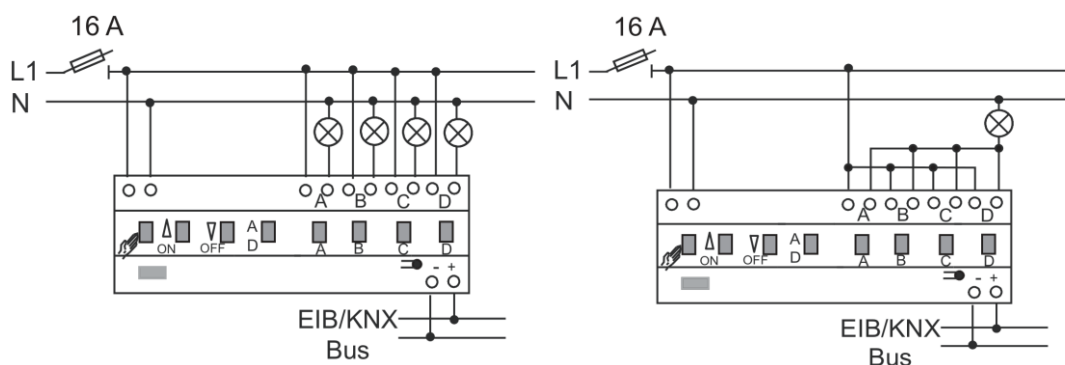 16 A
L1
N
A B C D
ON OFF A D A B C D
- +
EIB/KNX
Bus
16 A
L1
N
A B C D
ON OFF A D A B C D
- +
EIB/KNX
Bus